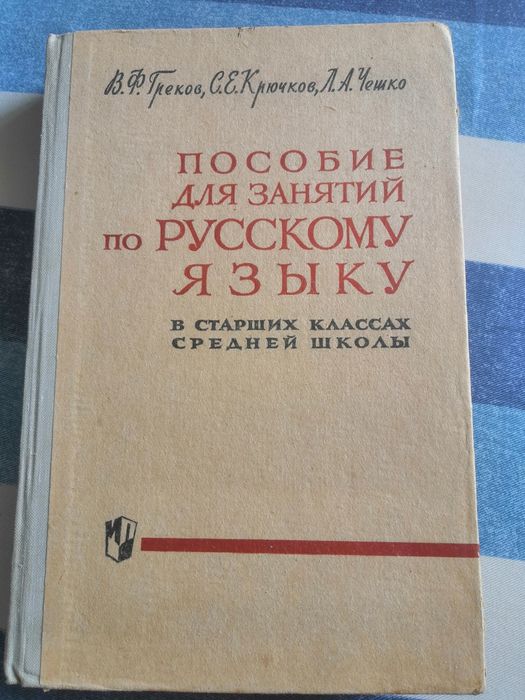 В. Ф. Греков, С. Е. Крючков, Л. А. Чешко
ПОСОБИЕ
ДЛЯ ЗАНЯТИЙ
ПО РУССКОМУ
ЯЗЫКУ
В СТАРШИХ КЛАССАХ
СРЕДНЕЙ ШКОЛЫ